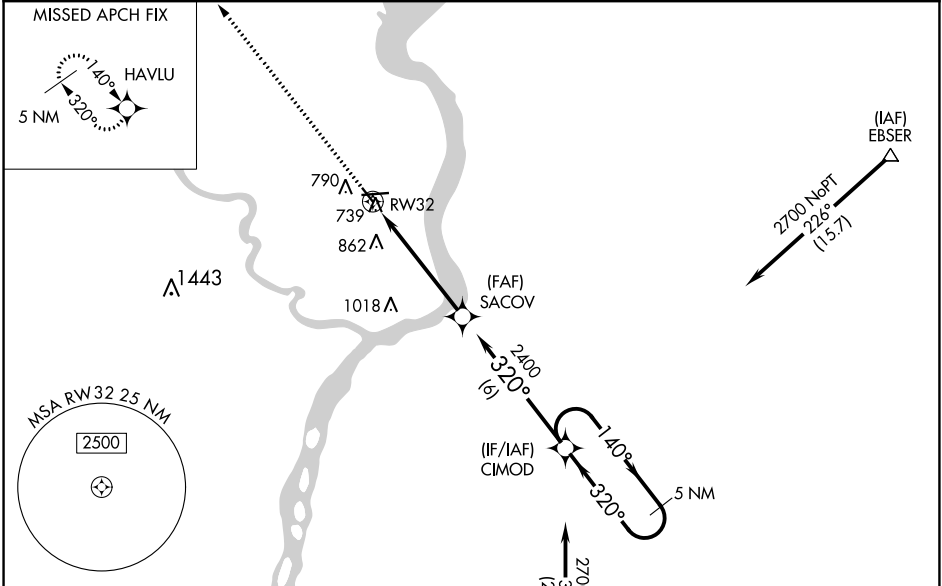 MISSED APCH FIX
HAVLU
140°
320°
5 NM
(IAF)
EBSER
2700 NoPT
226°
(15.7)
790
739
RW32
862
1443
1018
(FAF)
SACOV
2400
320°
(6)
MSA RW32 25 NM
2500
(IF/IAF)
CIMOD
140°
320°
5 NM